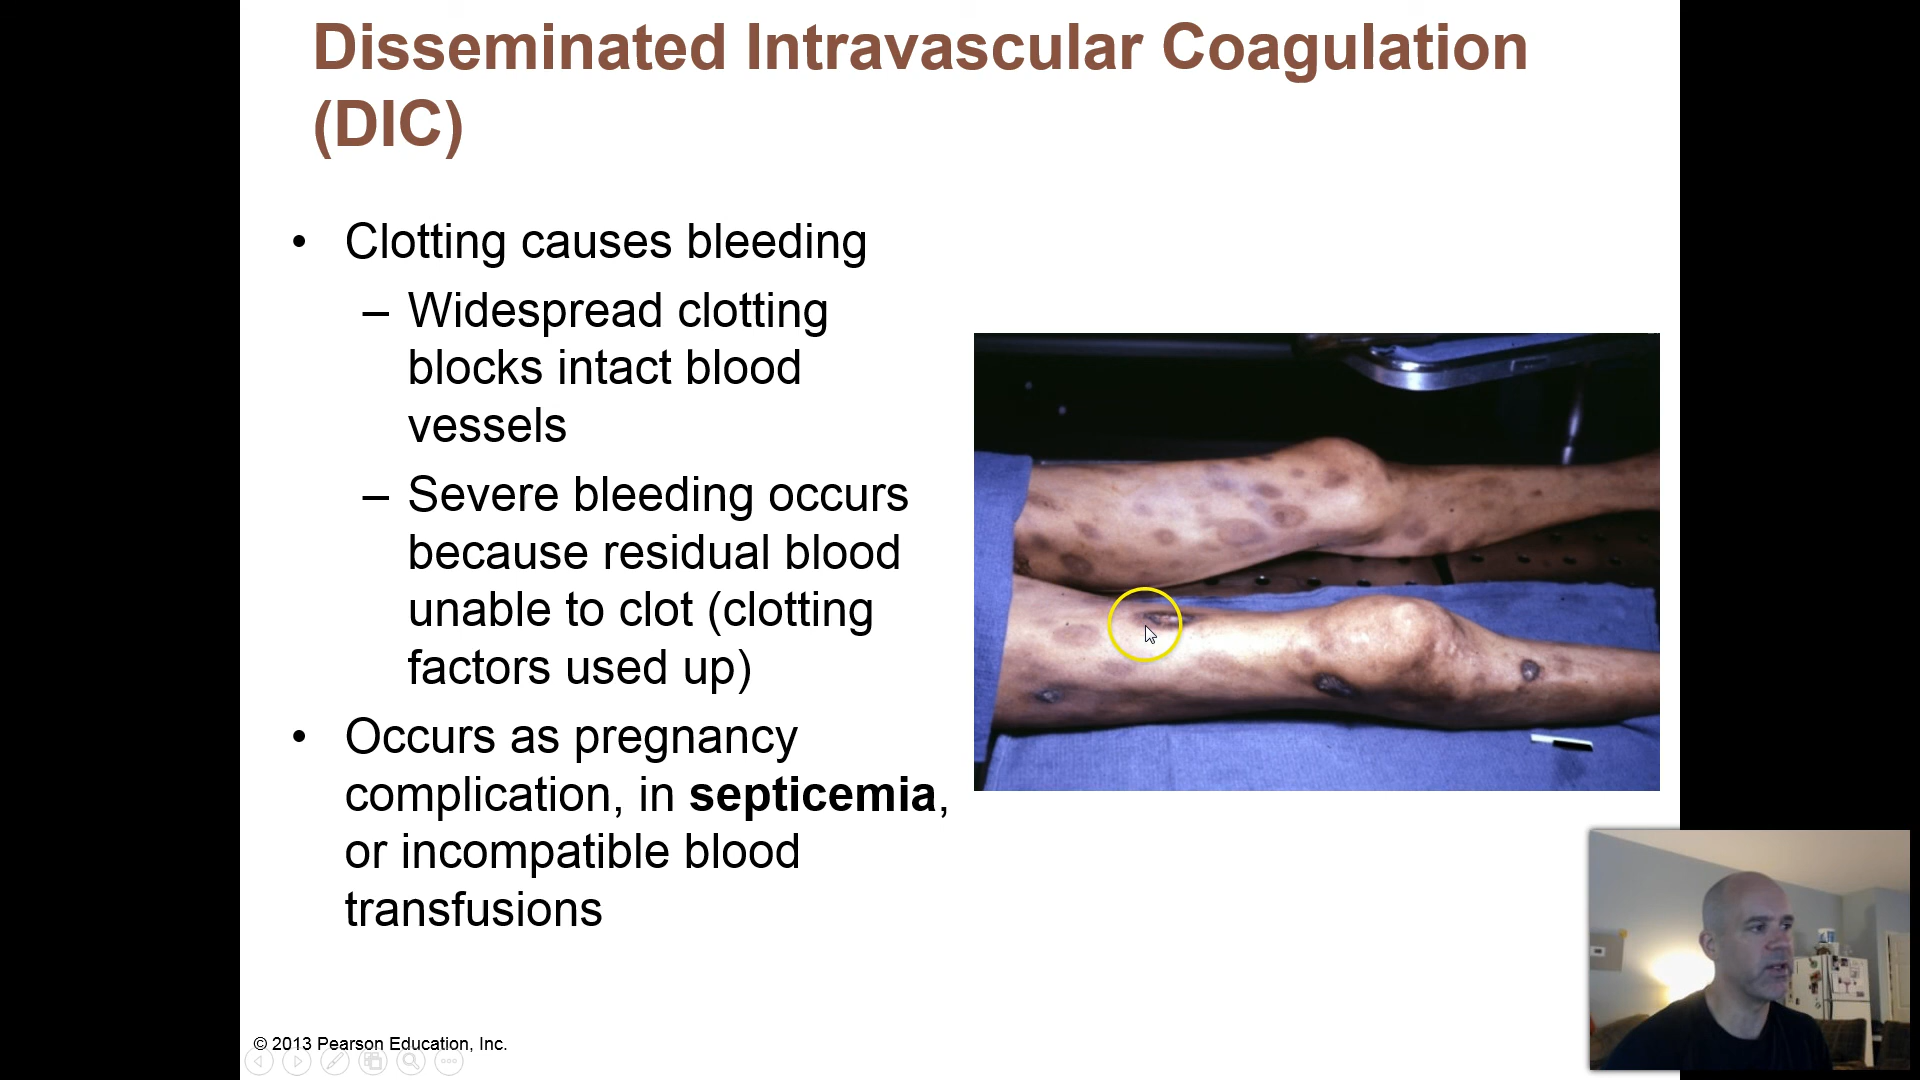 Disseminated Intravascular Coagulation
(DIC)
• Clotting causes bleeding
– Widespread clotting
blocks intact blood
vessels
– Severe bleeding occurs
because residual blood
unable to clot (clotting
factors used up)
• Occurs as pregnancy
complication, in septicemia,
or incompatible blood
transfusions
© 2013 Pearson Education, Inc.